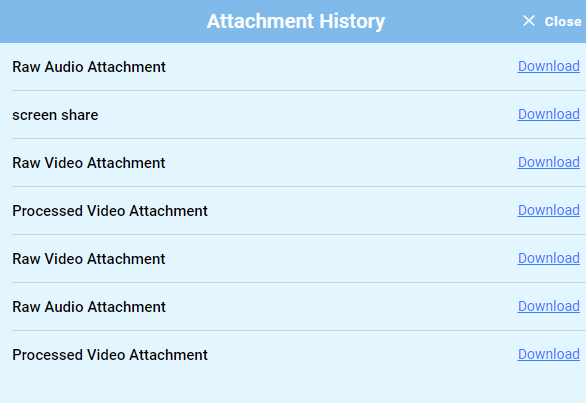 Attachment History
Close
Raw Audio Attachment Download
screen share Download
Raw Video Attachment Download
Processed Video Attachment Download
Raw Video Attachment Download
Raw Audio Attachment Download
Processed Video Attachment Download